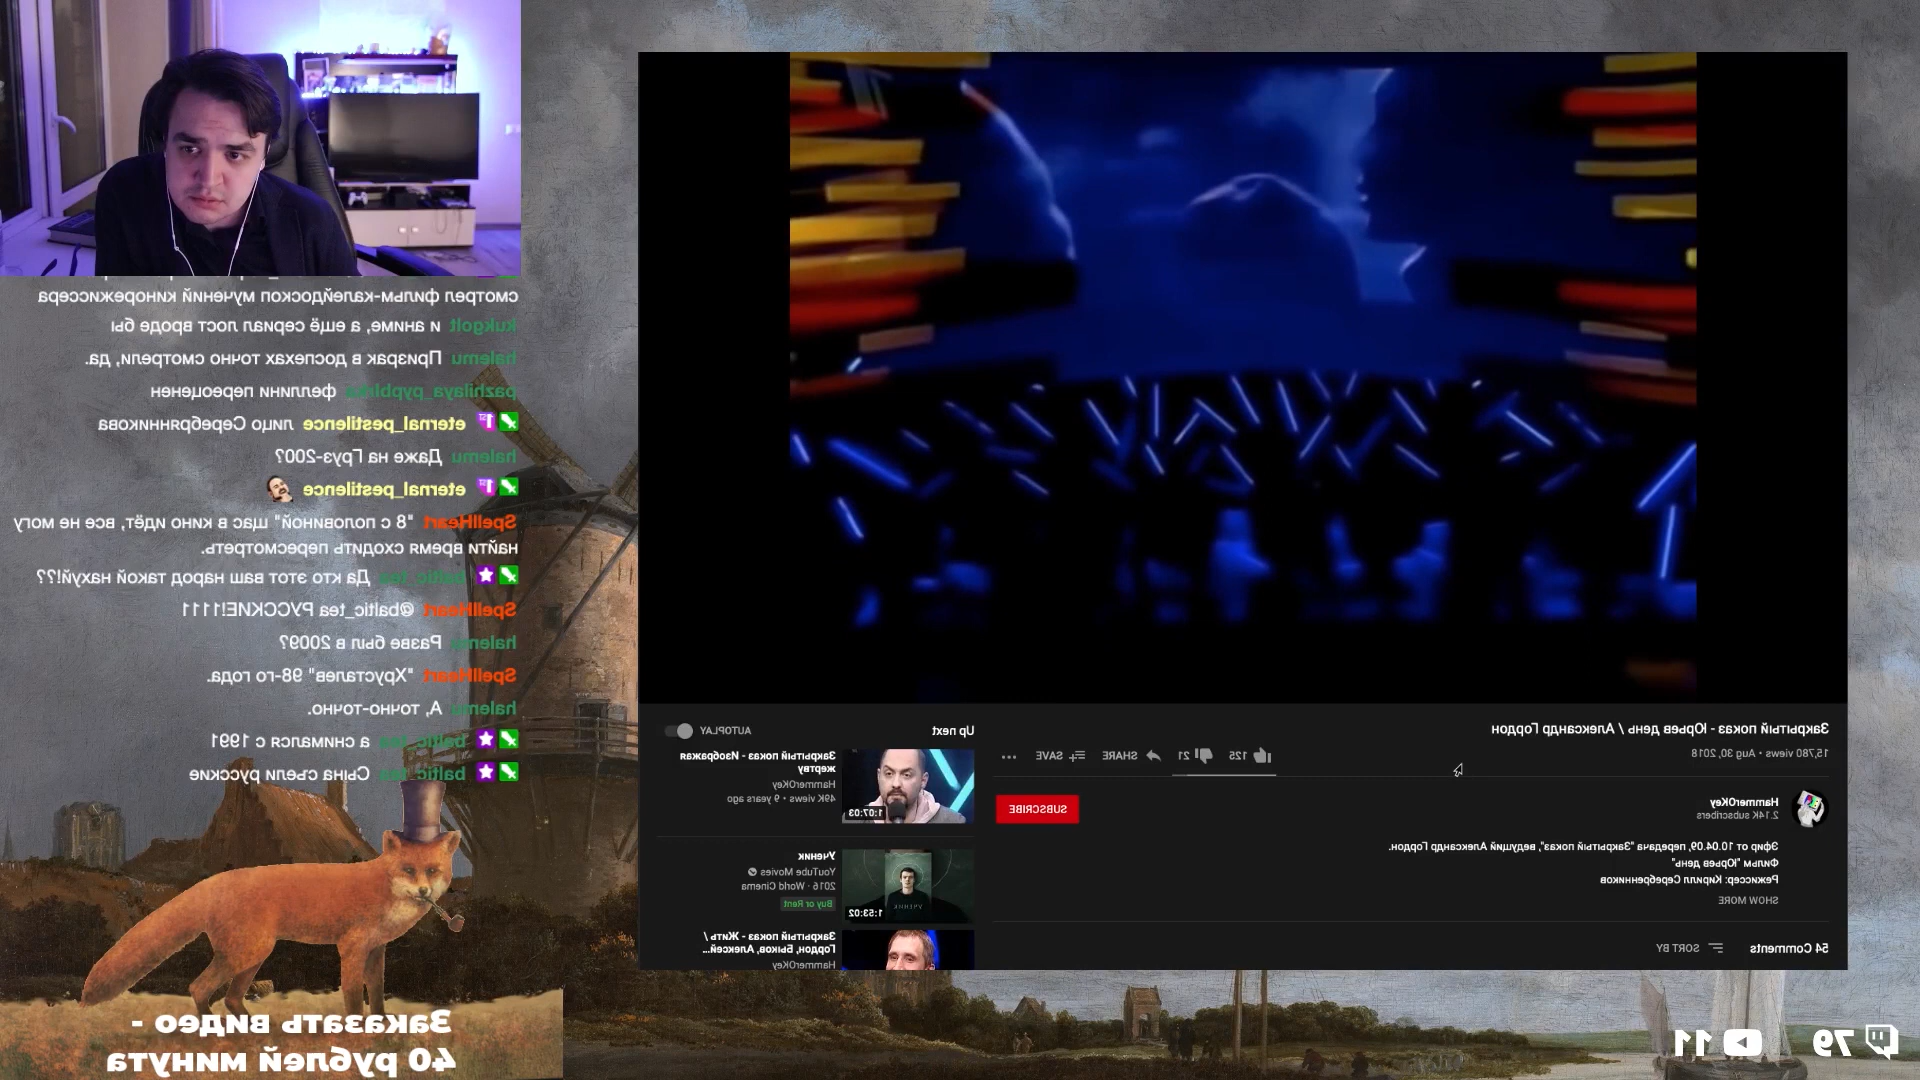 смотрел фильм-калейдоскоп мучений кинорежиссера
kukgolt и аниме, а ещё сериал лост вроде бы
halemu Призрак в доспехах точно смотрели, да.
феллини переоценен
eternal_pestilence лицо Серебрянникова
halemu Даже на Груз-200?
eternal_pestilence
SpellHeart "8 с половиной" щас в кино идёт, все не могу
найти время сходить пересмотреть.
baltic_tea Да кто этот ваш народ такой нахуй!??
SpellHeart @baltic_tea РУССКИЕ!1111
halemu Разве был в 2009?
SpellHeart "Хрусталев" 98-го года.
halemu А, точно-точно.
baltic_tea а снимался с 1991
baltic_tea Сына съели русские
Заказать видео -
40 рублей минута
Закрытый показ - Юрьев день / Александр Гордон
15,780 views • Aug 30, 2018
125
21
SHARE
SAVE
HammerOKey
2.14K subscribers
SUBSCRIBE
Эфир от 10.04.09, передача "Закрытый показ", ведущий Александр Гордон.
Фильм "Юрьев день"
Режиссер: Кирилл Серебренников
SHOW MORE
54 Comments
SORT BY
Up next
AUTOPLAY
Закрытый показ - Изображая
жертву
HammerOKey
49K views • 9 years ago
1:07:03
Ученик
YouTube Movies
2016 · World Cinema
Buy or Rent
УЧЕНИК
1:53:02
Закрытый показ - Жить /
Гордон, Быков, Алексей...
HammerOKey
79
11